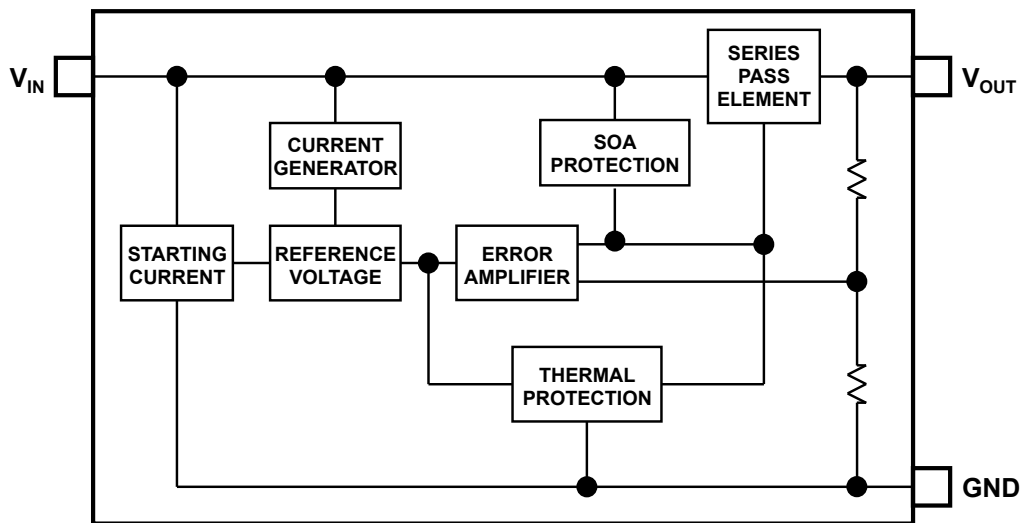 SERIES
PASS
ELEMENT
V_IN
V_OUT
CURRENT
GENERATOR
SOA
PROTECTION
STARTING
CURRENT
REFERENCE
VOLTAGE
ERROR
AMPLIFIER
THERMAL
PROTECTION
GND